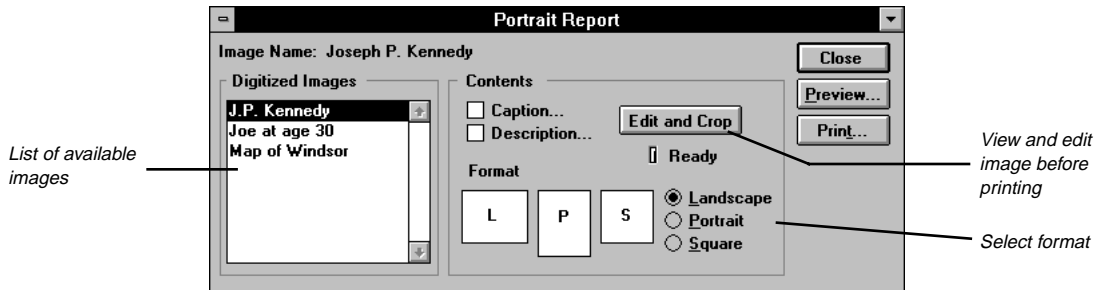 Portrait Report
Image Name: Joseph P. Kennedy
Close
Digitized Images
Contents
Preview...
J.P. Kennedy
Joe at age 30
Map of Windsor
Caption...
Description...
Edit and Crop
Print...
Ready
Format
L
P
S
Landscape
Portrait
Square
List of available
images
View and edit
image before
printing
Select format